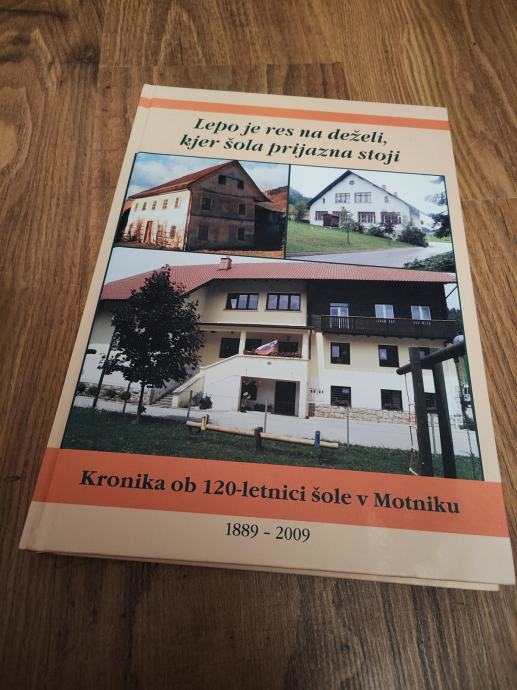 Lepo je res na deželi,
kjer šola prijazna stoji
Kronika ob 120-letnici šole v Motniku
1889 - 2009